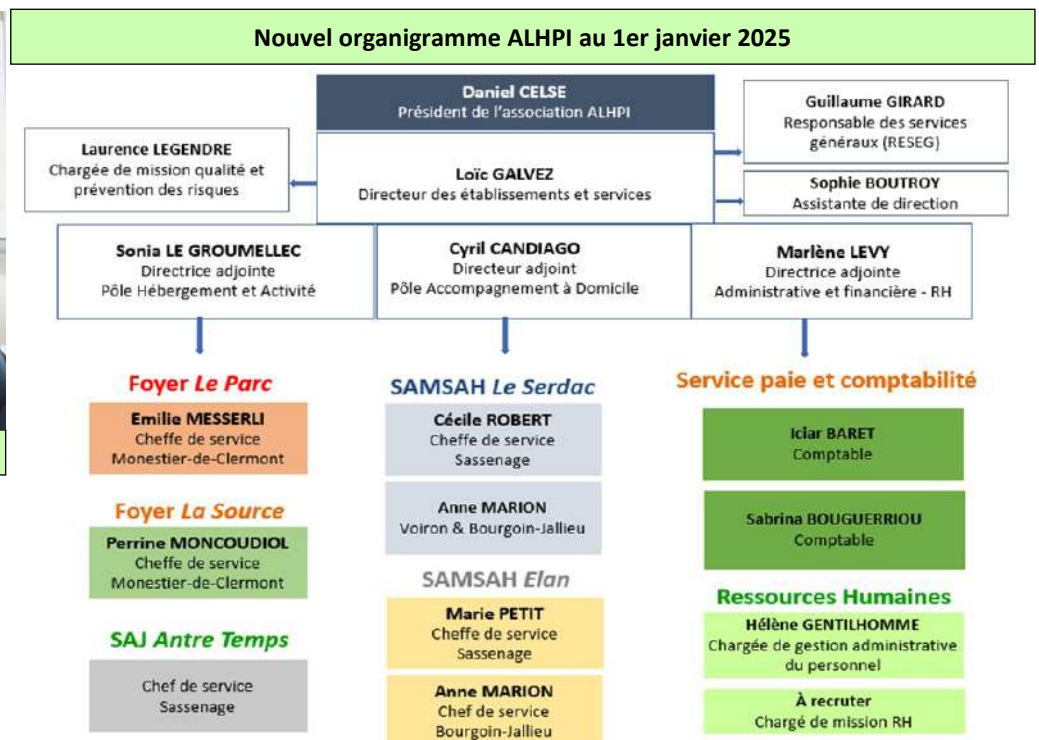 Nouvel organigramme ALHPI au 1er janvier 2025
Daniel CELSE
Président de l'association ALHPI
Guillaume GIRARD
Responsable des services
généraux (RESEG)
Laurence LEGENDRE
Chargée de mission qualité et
prévention des risques
Loïc GALVEZ
Directeur des établissements et services
Sophie BOUTROY
Assistante de direction
Sonia LE GROUMELLEC
Directrice adjointe
Pôle Hébergement et Activité
Cyril CANDIAGO
Directeur adjoint
Pôle Accompagnement à Domicile
Marlène LEVY
Directrice adjointe
Administrative et financière - RH
Foyer Le Parc
Emilie MESSERLI
Cheffe de service
Monestier-de-Clermont
Foyer La Source
Perrine MONCOUDIOL
Cheffe de service
Monestier-de-Clermont
SAJ Antre Temps
Chef de service
Sassenage
SAMSAH Le Serdac
Cécile ROBERT
Cheffe de service
Sassenage
Anne MARION
Voiron & Bourgoin-Jallieu
SAMSAH Elan
Marie PETIT
Cheffe de service
Sassenage
Anne MARION
Chef de service
Bourgoin-Jallieu
Service paie et comptabilité
Iciar BARET
Comptable
Sabrina BOUGUERRIOU
Comptable
Ressources Humaines
Hélène GENTILHOMME
Chargée de gestion administrative
du personnel
À recruter
Chargé de mission RH